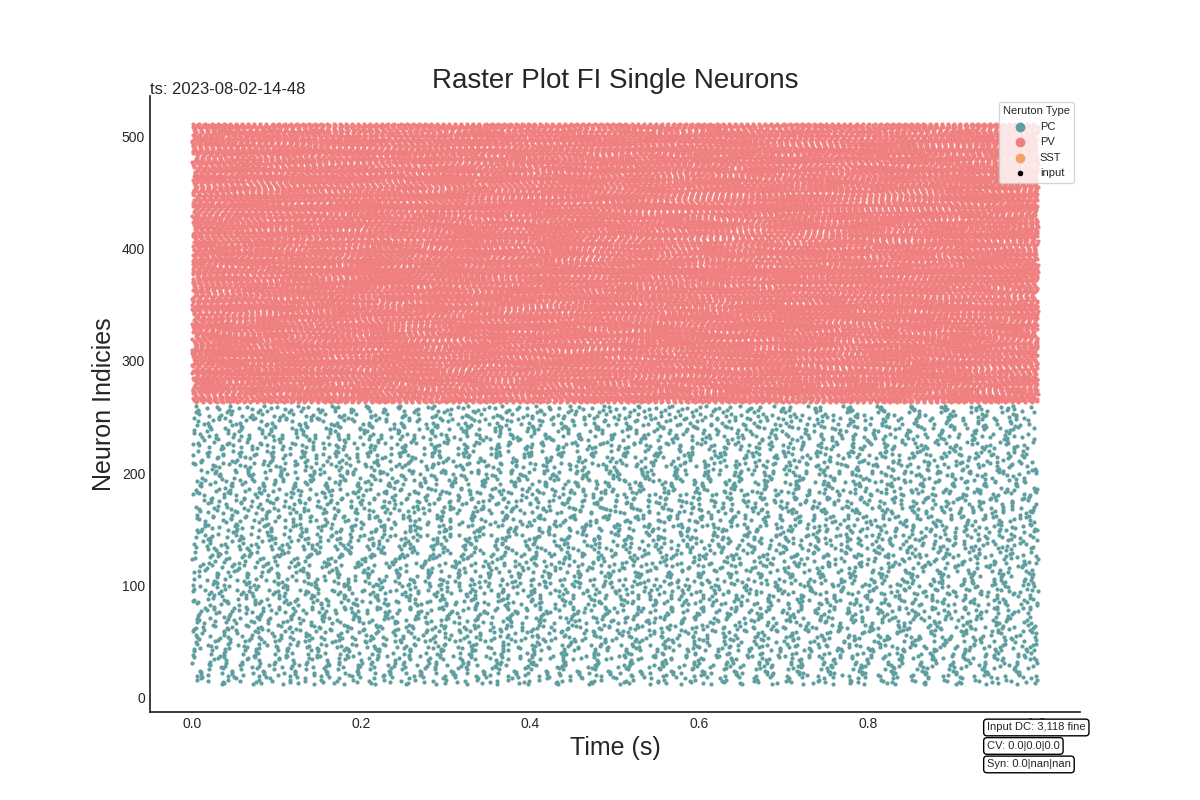 Raster Plot FI Single Neurons
ts: 2023-08-02-14-48
Neruton Type
PC
PV
SST
input
Neuron Indicies
500
400
300
200
100
0
0.0 0.2 0.4 0.6 0.8
Time (s)
Input DC: 3,118 fine
CV: 0.0|0.0|0.0
Syn: 0.0|nan|nan